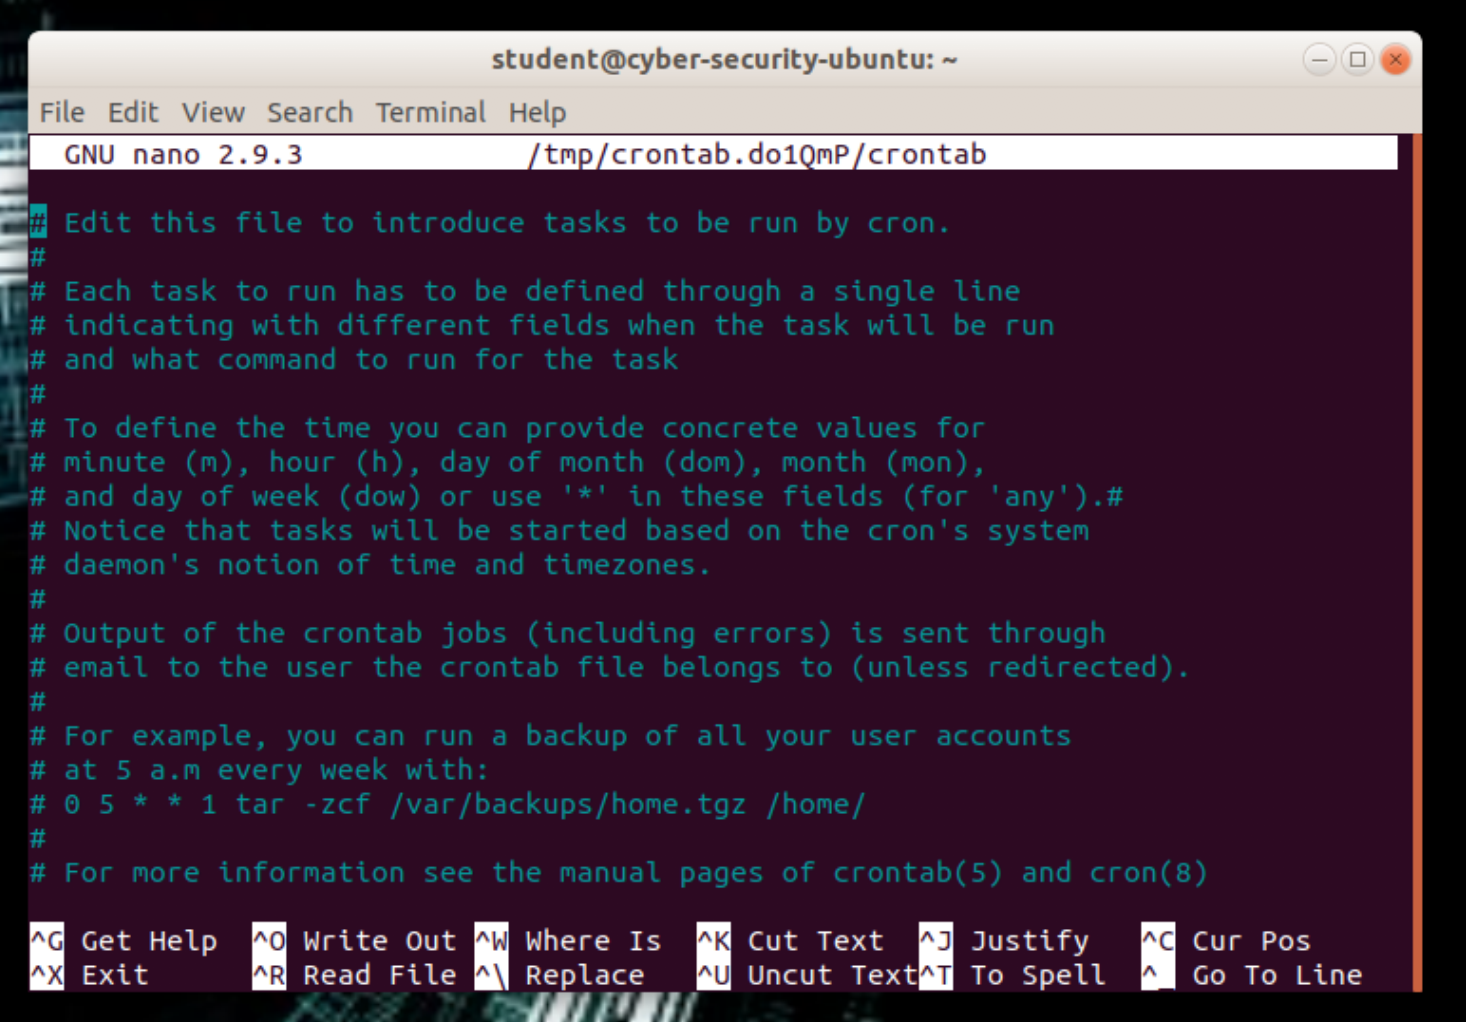 student@cyber-security-ubuntu: ~
File Edit View Search Terminal Help
GNU nano 2.9.3 /tmp/crontab.do1QmP/crontab
# Edit this file to introduce tasks to be run by cron.
#
# Each task to run has to be defined through a single line
# indicating with different fields when the task will be run
# and what command to run for the task
#
# To define the time you can provide concrete values for
# minute (m), hour (h), day of month (dom), month (mon),
# and day of week (dow) or use '*' in these fields (for 'any').#
# Notice that tasks will be started based on the cron's system
# daemon's notion of time and timezones.
#
# Output of the crontab jobs (including errors) is sent through
# email to the user the crontab file belongs to (unless redirected).
#
# For example, you can run a backup of all your user accounts
# at 5 a.m every week with:
# 0 5 * * 1 tar -zcf /var/backups/home.tgz /home/
#
# For more information see the manual pages of crontab(5) and cron(8)
^G Get Help ^O Write Out ^W Where Is ^K Cut Text ^J Justify ^C Cur Pos
^X Exit ^R Read File ^\ Replace ^U Uncut Text^T To Spell ^_ Go To Line